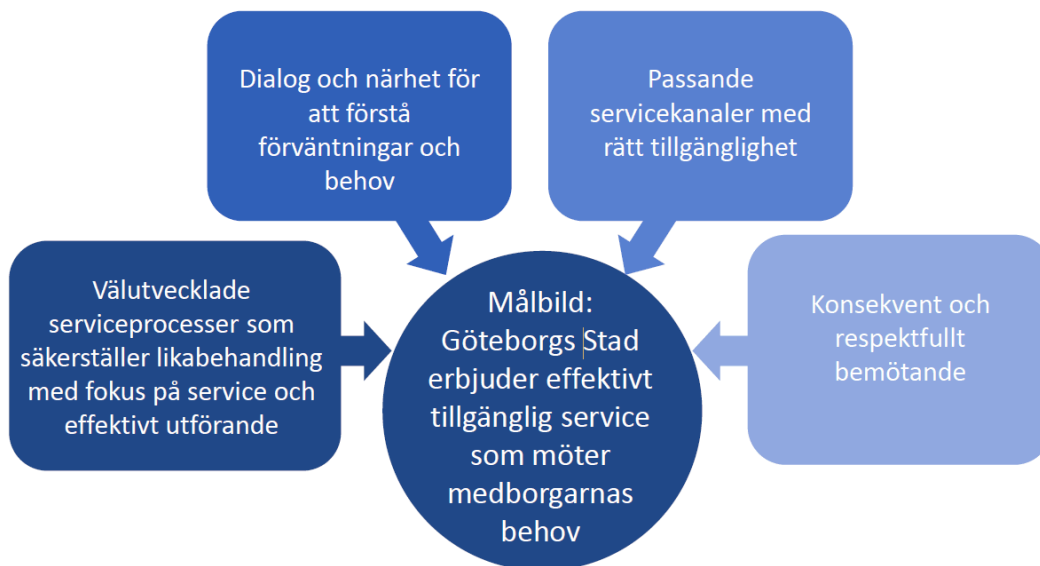 Dialog och närhet för
att förstå
förväntningar och
behov
Passande
servicekanaler med
rätt tillgänglighet
Välutvecklade
serviceprocesser som
säkerställer likabehandling
med fokus på service och
effektivt utförande
Målbild:
Göteborgs Stad
erbjuder effektivt
tillgänglig service
som möter
medborgarnas
behov
Konsekvent och
respektfullt
bemötande